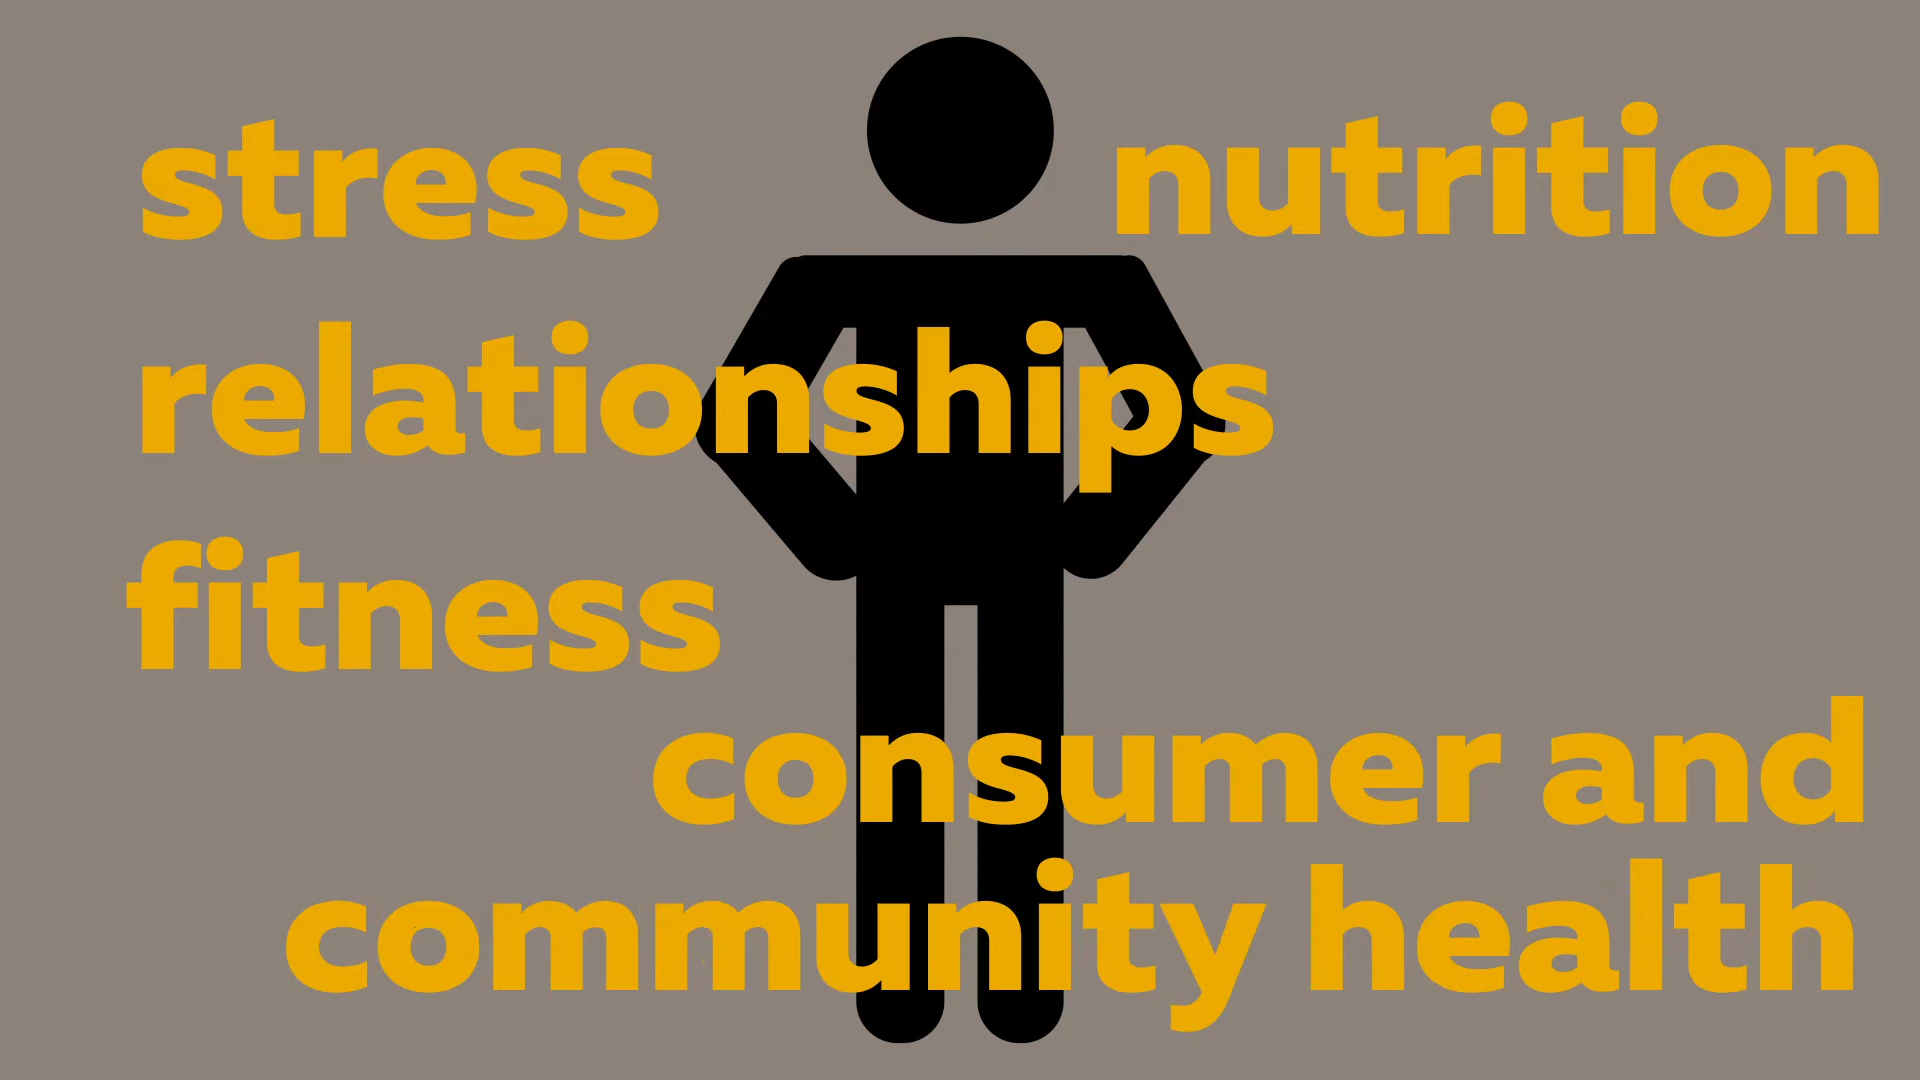 stress
nutrition
relationships
fitness
consumer and
community health